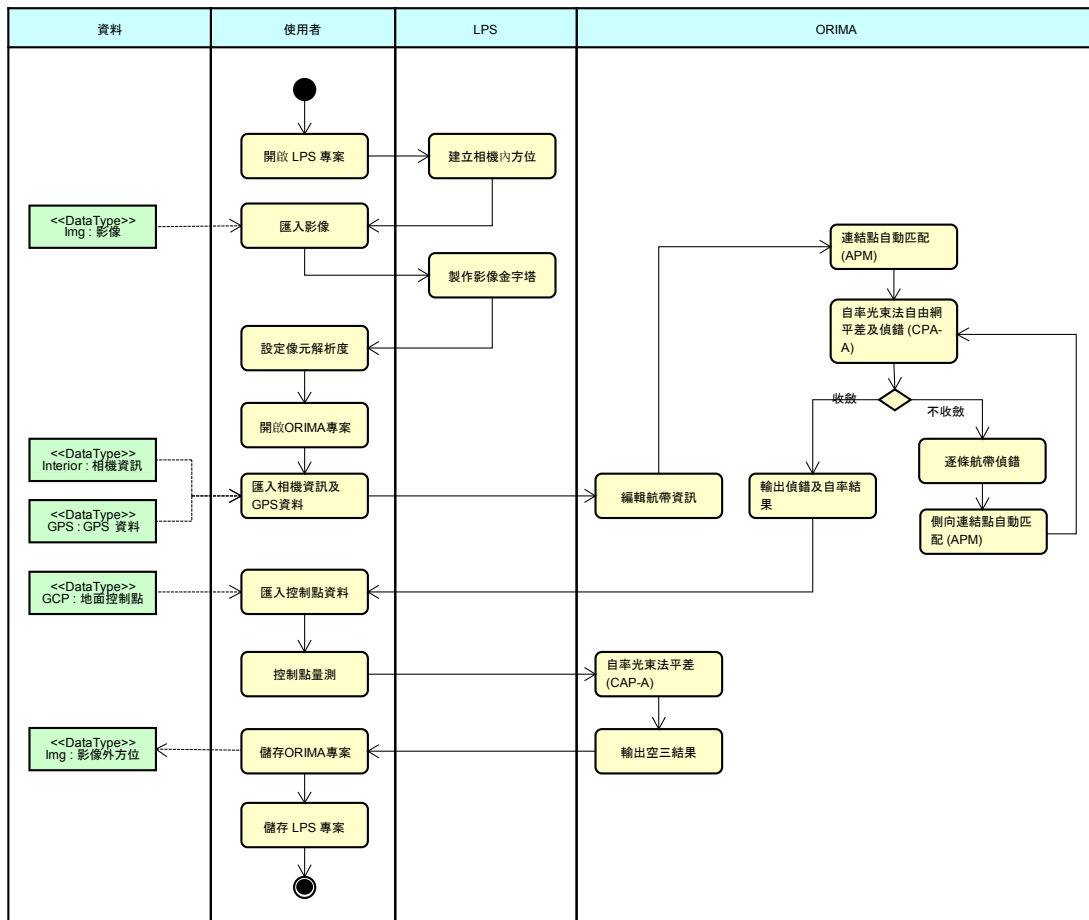 資料
使用者
LPS
ORIMA
開啟 LPS 專案
建立相機內方位
<<DataType>>
Img : 影像
匯入影像
連結點自動匹配
(APM)
製作影像金字塔
自率光束法自由網
平差及偵錯 (CPA-
A)
設定像元解析度
收斂
不收斂
開啟ORIMA專案
<<DataType>>
Interior : 相機資訊
逐條航帶偵錯
匯入相機資訊及
GPS資料
編輯航帶資訊
輸出偵錯及自率結
果
<<DataType>>
GPS : GPS 資料
側向連結點自動匹
配 (APM)
<<DataType>>
GCP : 地面控制點
匯入控制點資料
控制點量測
自率光束法平差
(CAP-A)
<<DataType>>
Img : 影像外方位
儲存ORIMA專案
輸出空三結果
儲存 LPS 專案